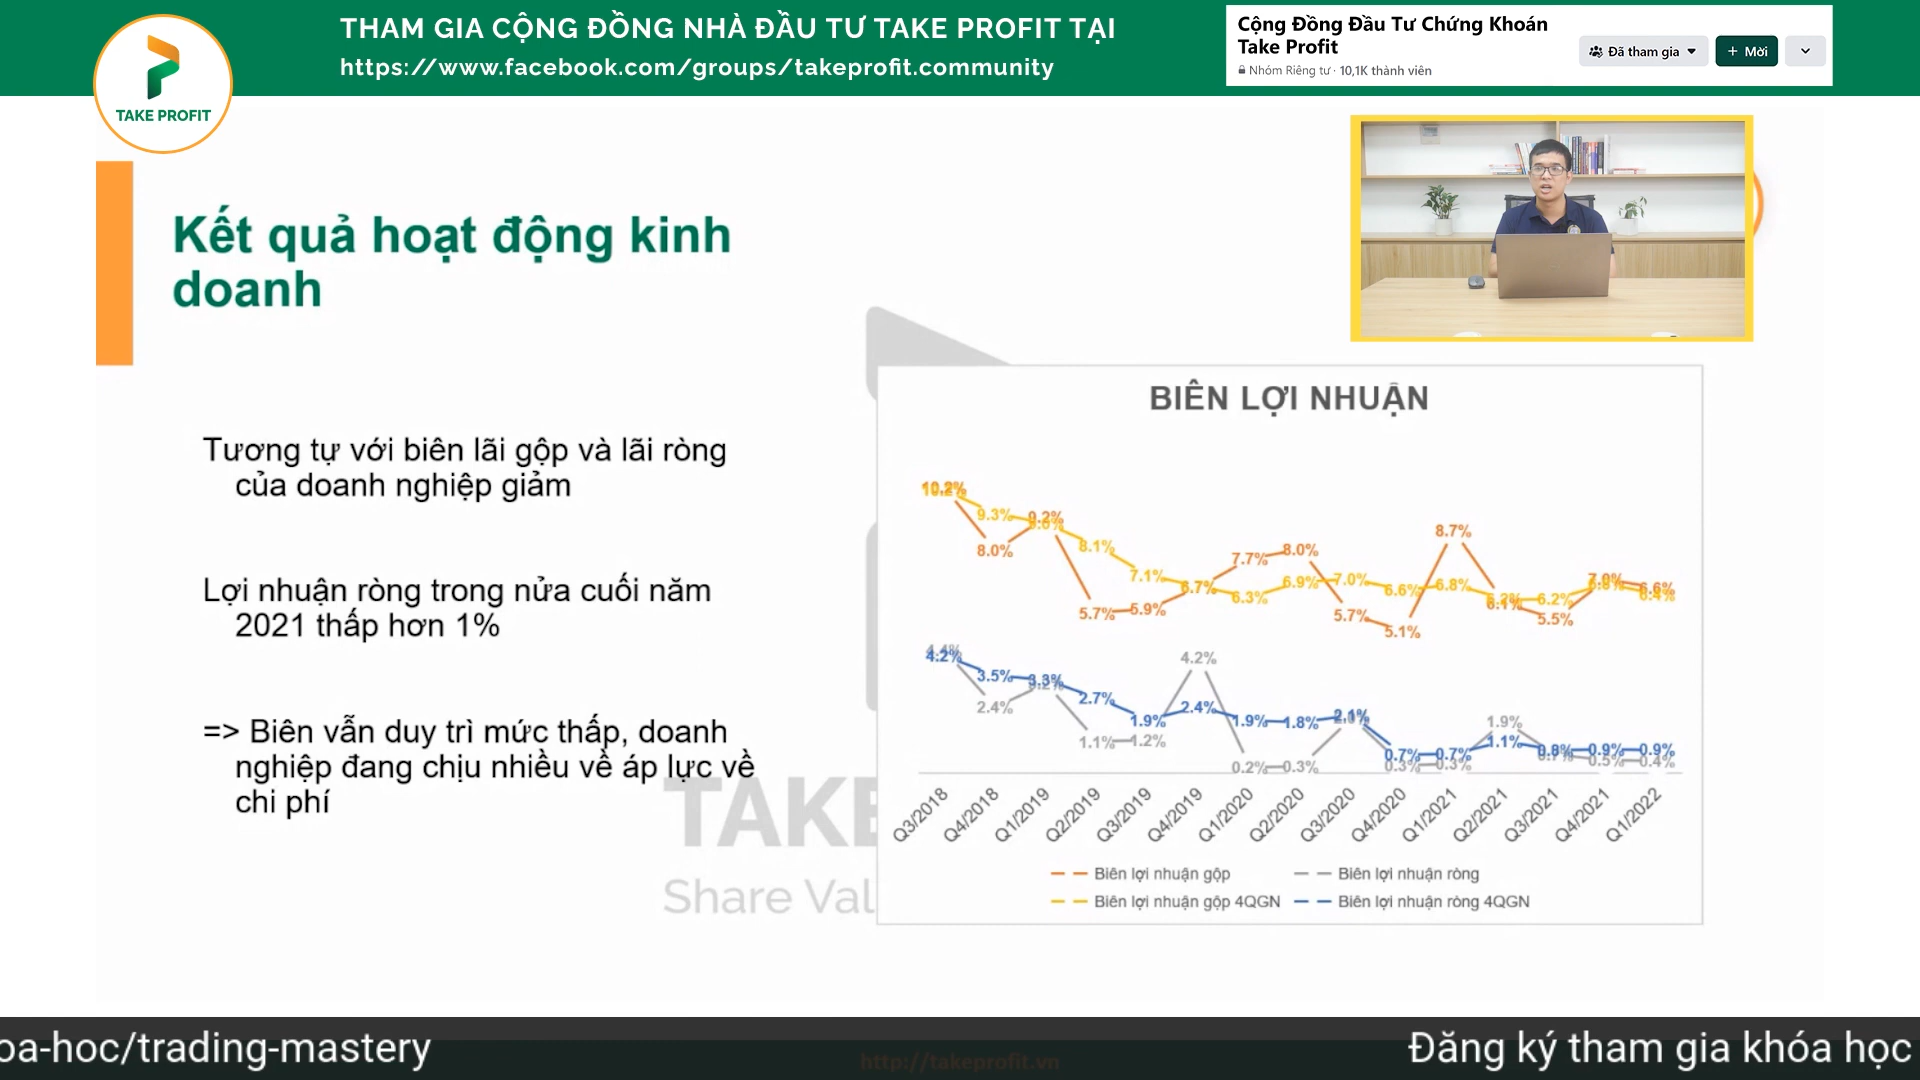 THAM GIA CỘNG ĐỒNG NHÀ ĐẦU TƯ TAKE PROFIT TẠI
https://www.facebook.com/groups/takeprofit.community
Cộng Đồng Đầu Tư Chứng Khoán
Take Profit
Nhóm Riêng tư · 10,1K thành viên
Đã tham gia
+ Mời
TAKE PROFIT
Kết quả hoạt động kinh
doanh
Tương tự với biên lãi gộp và lãi ròng
của doanh nghiệp giảm
Lợi nhuận ròng trong nửa cuối năm
2021 thấp hơn 1%
=> Biên vẫn duy trì mức thấp, doanh
nghiệp đang chịu nhiều về áp lực về
chi phí
TAKE
Share Val
BIÊN LỢI NHUẬN
10.2%
9.3% 9.2%
8.0% 8.1% 7.1% 6.7% 7.7% 8.0% 8.7%
5.7% 5.9% 6.3% 6.9% 7.0% 6.6% 6.8% 6.2% 7.0% 6.6%
5.7% 5.1% 6.1% 5.5% 6.4%
4.2% 3.5% 3.3% 2.7% 1.9% 2.4% 1.9% 1.8% 2.1% 0.7% 0.7% 1.1% 0.8% 0.9% 0.9%
2.4% 1.1% 1.2% 4.2% 0.2% 0.3% 0.3% 0.3% 1.9% 0.5% 0.4%
Q3/2018 Q4/2018 Q1/2019 Q2/2019 Q3/2019 Q4/2019 Q1/2020 Q2/2020 Q3/2020 Q4/2020 Q1/2021 Q2/2021 Q3/2021 Q4/2021 Q1/2022
Biên lợi nhuận gộp
Biên lợi nhuận ròng
Biên lợi nhuận gộp 4QGN
Biên lợi nhuận ròng 4QGN
oa-hoc/trading-mastery
http://takeprofit.vn
Đăng ký tham gia khóa học